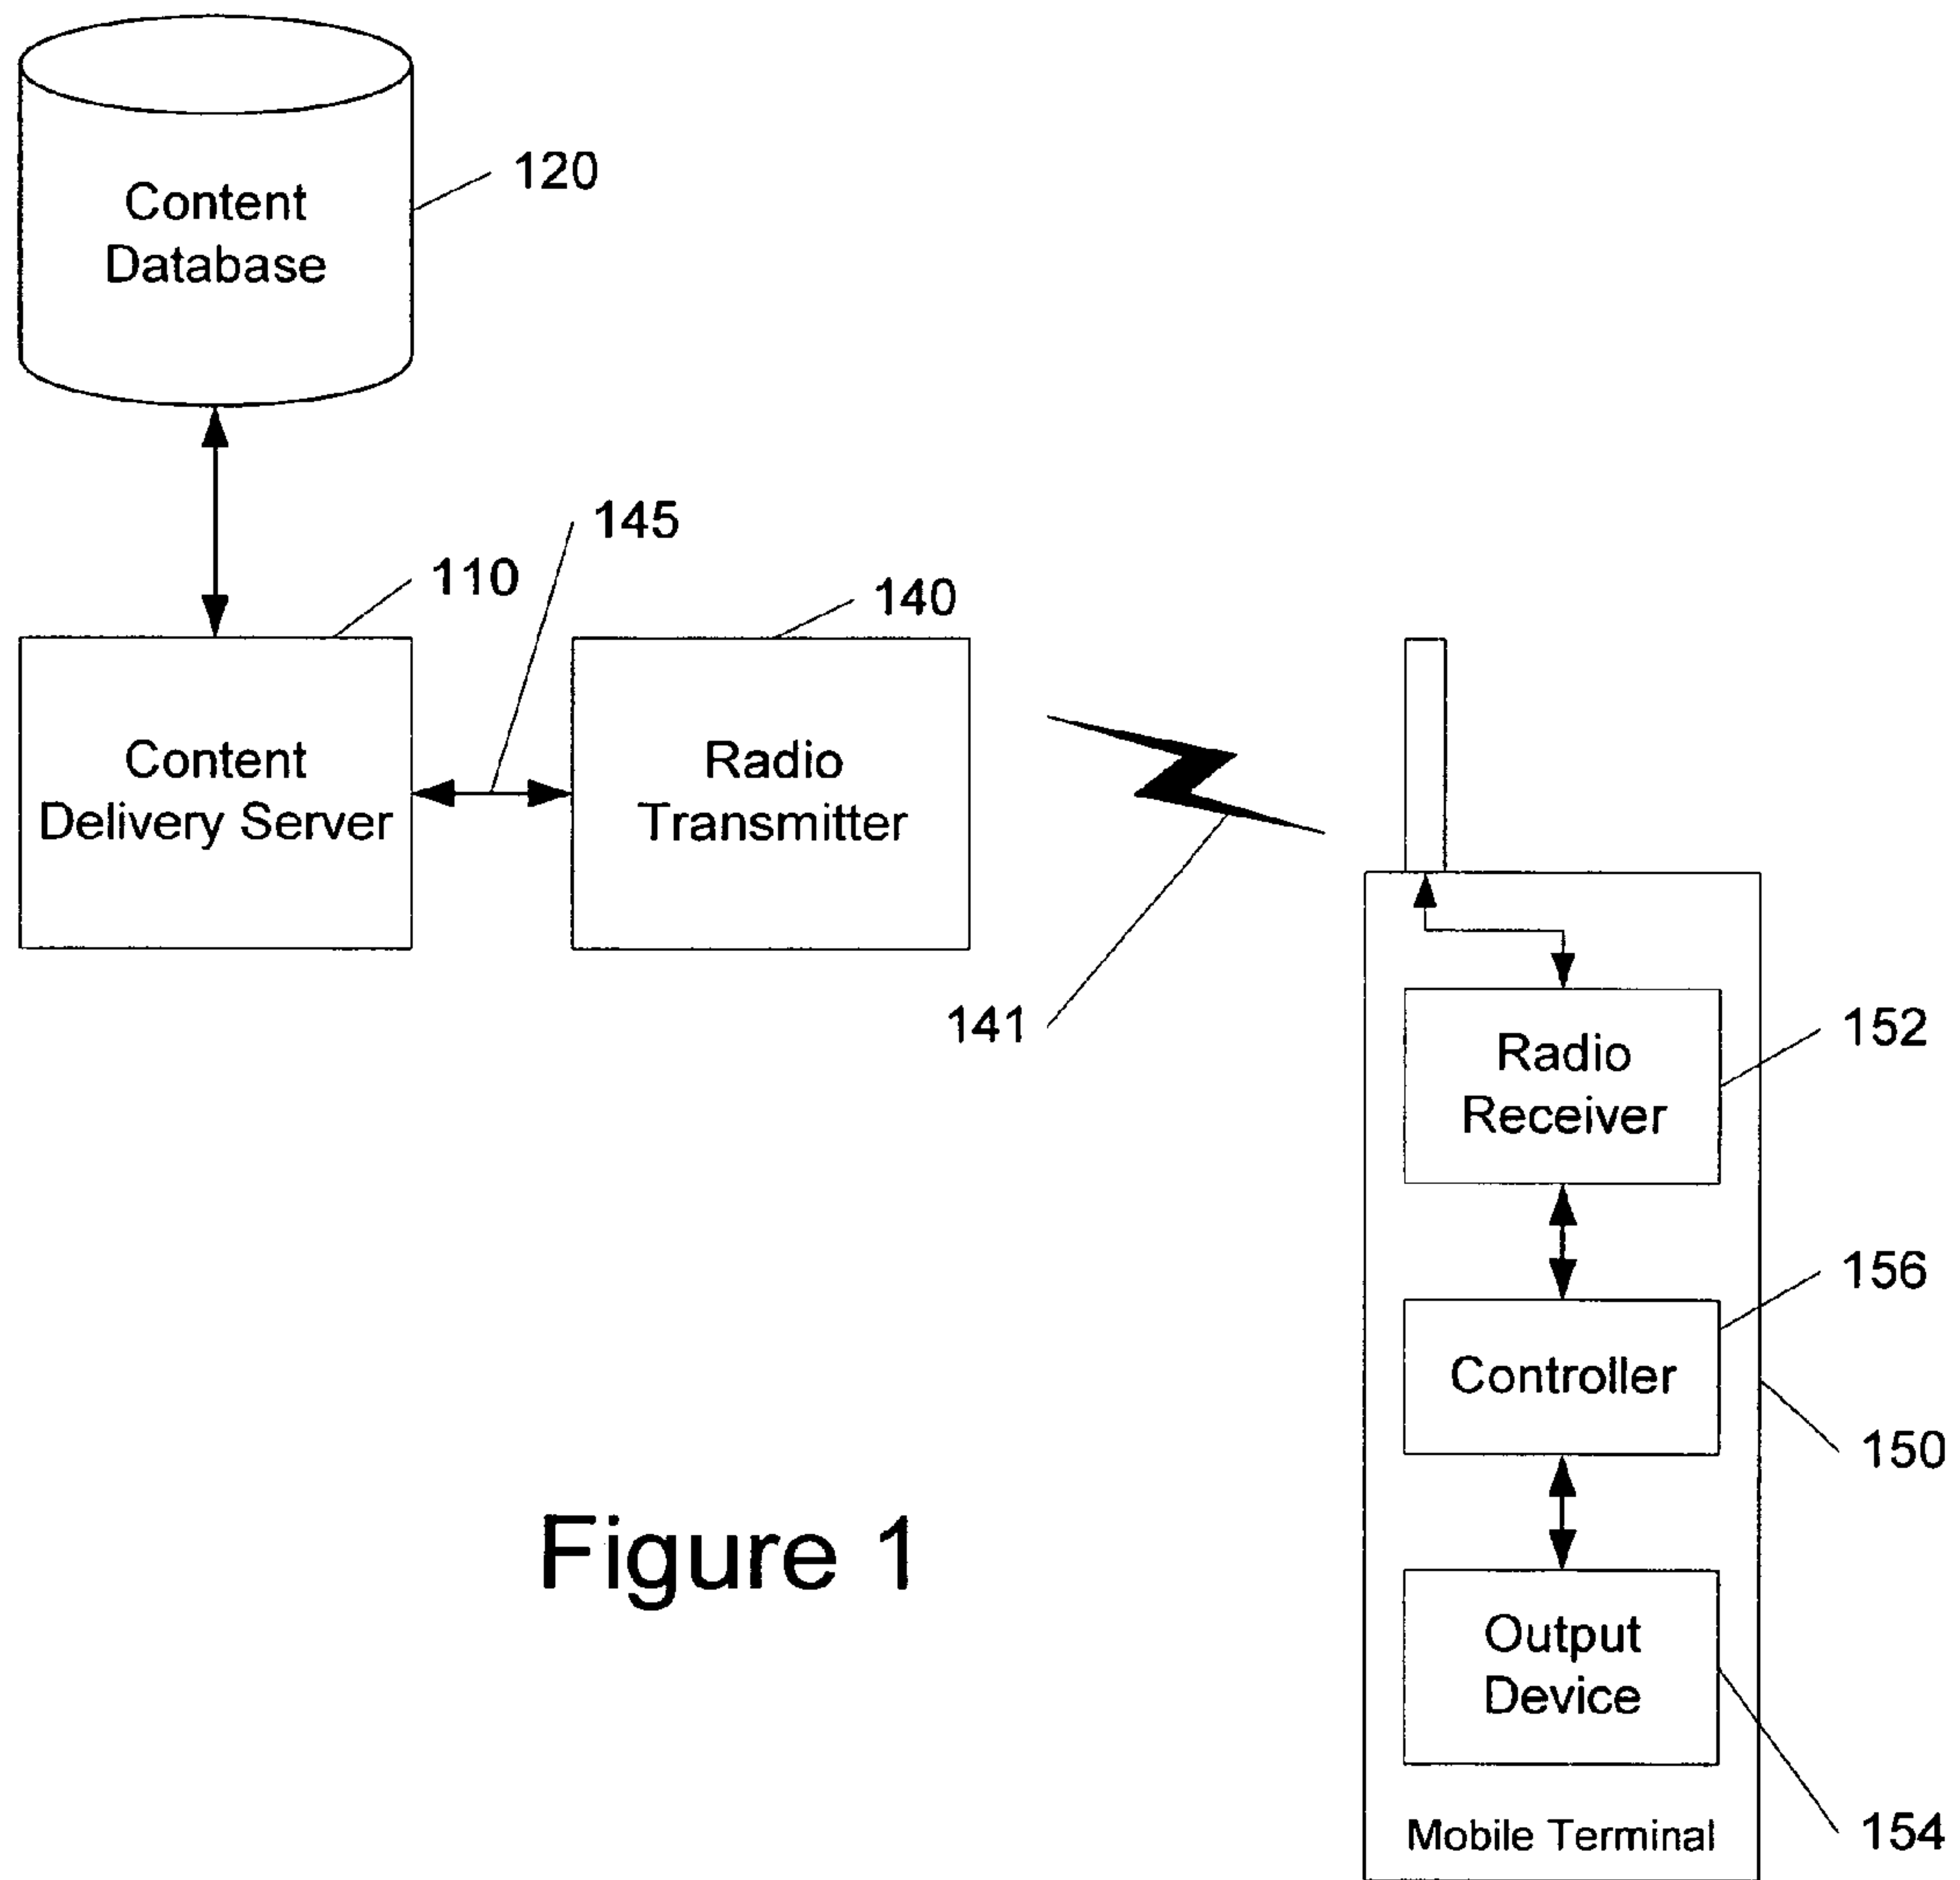 Content
Database
120
145
110
140
Content
Delivery Server
Radio
Transmitter
141
Radio
Receiver
152
156
Controller
150
Figure 1
Output
Device
Mobile Terminal
154